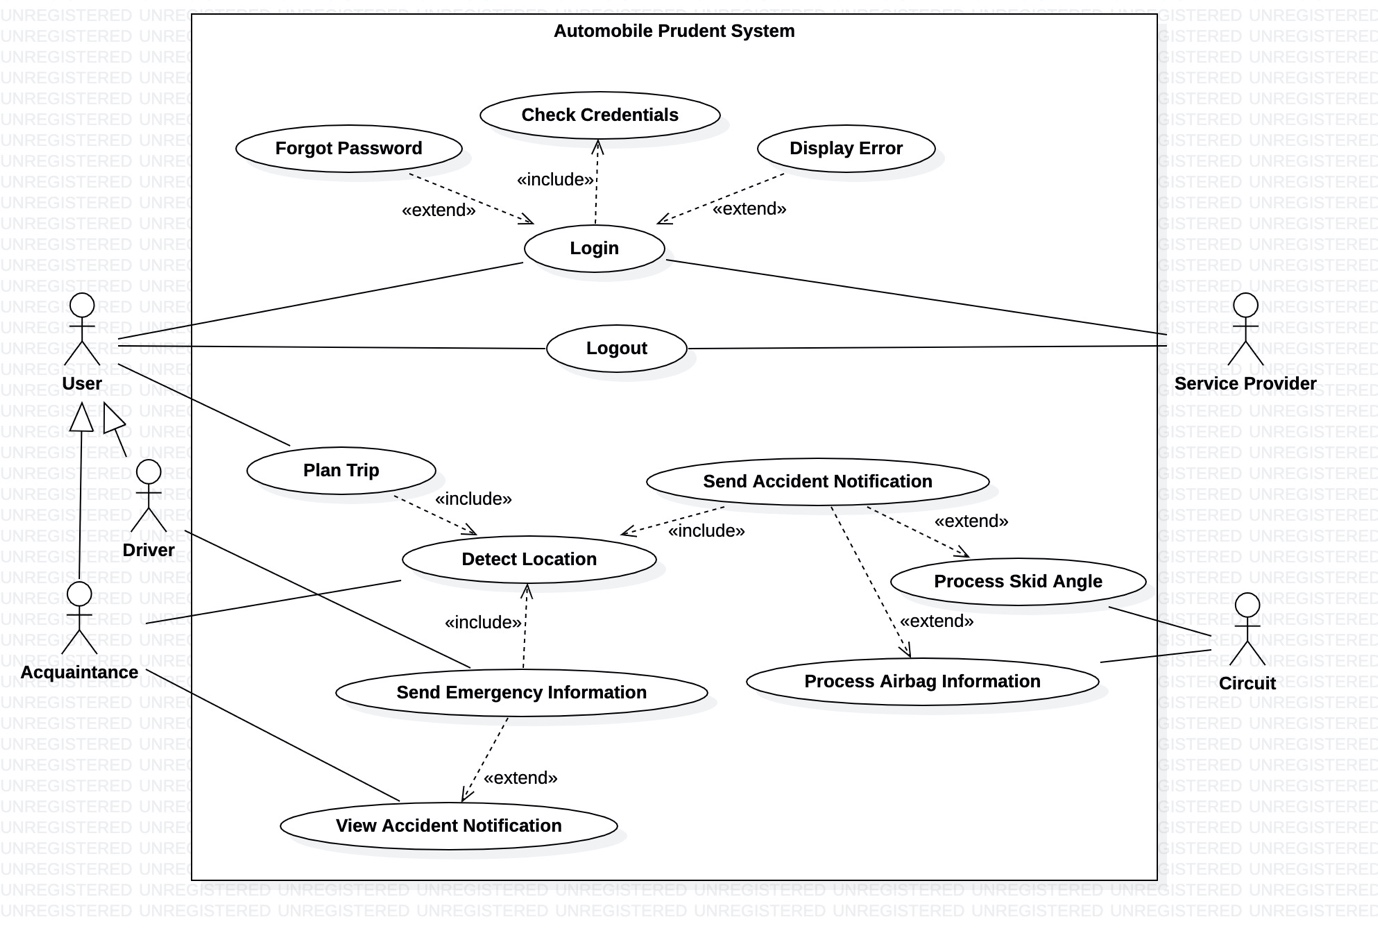 Automobile Prudent System
Check Credentials
Forgot Password
Display Error
«include»
«extend»
«extend»
Login
Logout
User
Service Provider
Plan Trip
Send Accident Notification
«include»
«include»
«extend»
Driver
Detect Location
Process Skid Angle
«include»
«extend»
Acquaintance
Send Emergency Information
Process Airbag Information
Circuit
«extend»
View Accident Notification
UNREGISTERED